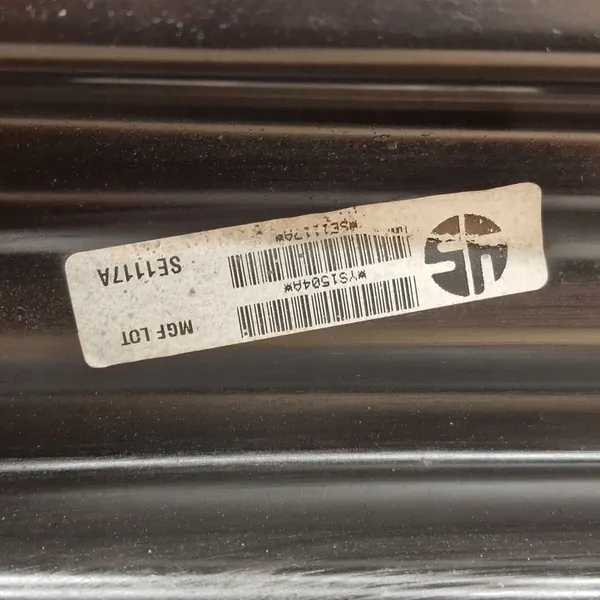 MGF LOT
*YS1504A*
SE1117A
*SE1117A*